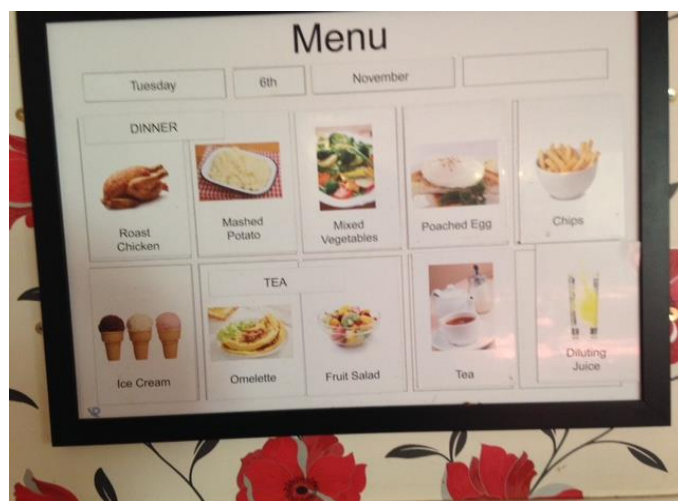 Menu
Tuesday 6th November
DINNER
Roast
Chicken
Mashed
Potato
Mixed
Vegetables
Poached Egg
Chips
Ice Cream
TEA
Omelette
Fruit Salad
Tea
Diluting
Juice